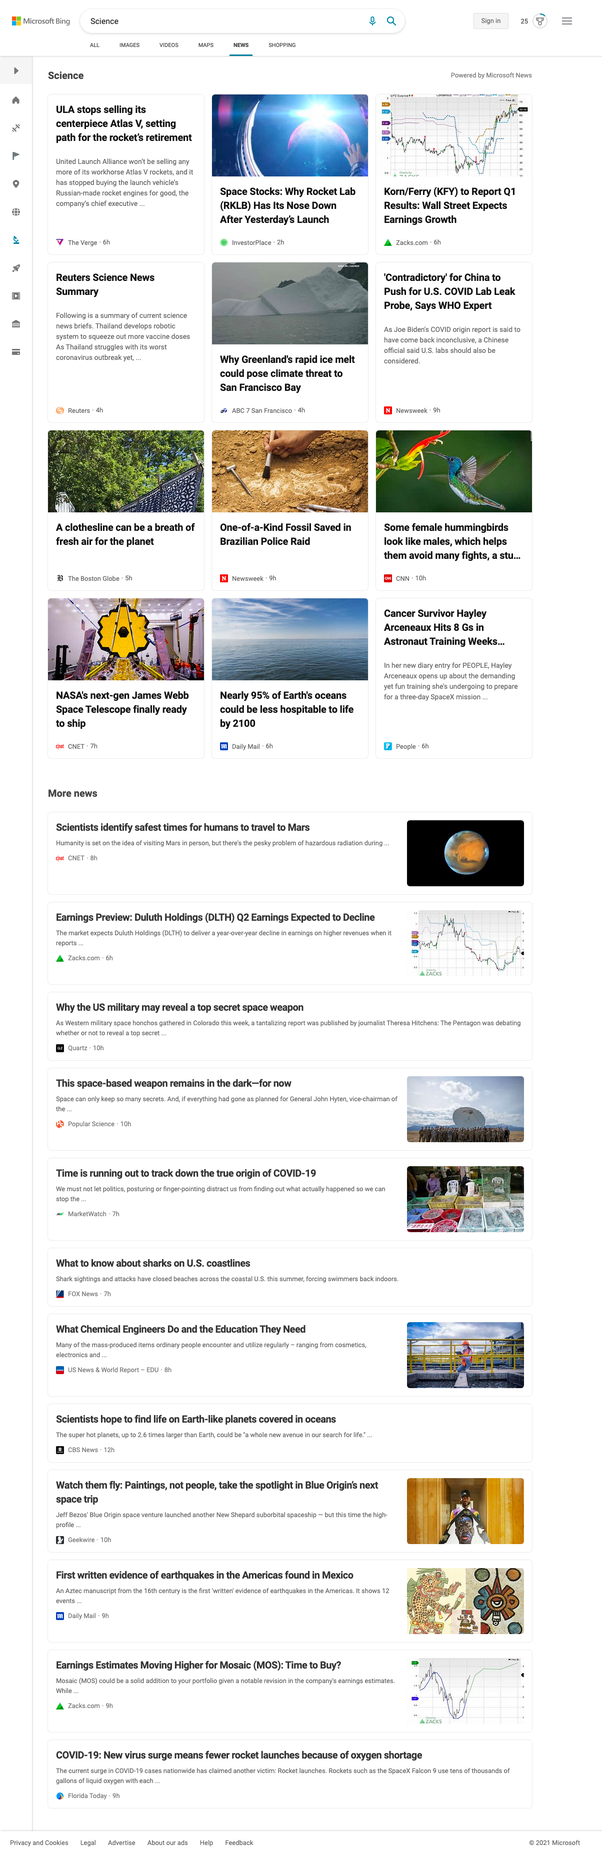 Microsoft Bing
Science
Sign in
25
ALL
IMAGES
VIDEOS
MAPS
NEWS
SHOPPING
Science
Powered by Microsoft News
ULA stops selling its
centerpiece Atlas V, setting
path for the rocket's retirement
United Launch Alliance won't be selling any
more of its workhorse Atlas V rockets, and it
has stopped buying the launch vehicle's
Russian-made rocket engines for good, the
company's chief executive ...
The Verge · 6h
Space Stocks: Why Rocket Lab
(RKLB) Has Its Nose Down
After Yesterday's Launch
InvestorPlace · 2h
Korn/Ferry (KFY) to Report Q1
Results: Wall Street Expects
Earnings Growth
Zacks.com · 6h
Reuters Science News
Summary
Following is a summary of current science
news briefs. Thailand develops robotic
system to squeeze out more vaccine doses
As Thailand struggles with its worst
coronavirus outbreak yet, ...
Reuters · 4h
Why Greenland's rapid ice melt
could pose climate threat to
San Francisco Bay
ABC 7 San Francisco · 4h
'Contradictory' for China to
Push for U.S. COVID Lab Leak
Probe, Says WHO Expert
As Joe Biden's COVID origin report is said to
have come back inconclusive, a Chinese
official said U.S. labs should also be
considered.
Newsweek · 9h
A clothesline can be a breath of
fresh air for the planet
The Boston Globe · 5h
One-of-a-Kind Fossil Saved in
Brazilian Police Raid
Newsweek · 9h
Some female hummingbirds
look like males, which helps
them avoid many fights, a stu...
CNN · 10h
NASA's next-gen James Webb
Space Telescope finally ready
to ship
CNET · 7h
Nearly 95% of Earth's oceans
could be less hospitable to life
by 2100
Daily Mail · 6h
Cancer Survivor Hayley
Arceneaux Hits 8 Gs in
Astronaut Training Weeks...
In her new diary entry for PEOPLE, Hayley
Arceneaux opens up about the demanding
yet fun training she's undergoing to prepare
for a three-day SpaceX mission ...
People · 6h
More news
Scientists identify safest times for humans to travel to Mars
Humanity is set on the idea of visiting Mars in person, but there's the pesky problem of hazardous radiation during ...
CNET · 8h
Earnings Preview: Duluth Holdings (DLTH) Q2 Earnings Expected to Decline
The market expects Duluth Holdings (DLTH) to deliver a year-over-year decline in earnings on higher revenues when it
reports ...
Zacks.com · 6h
ZACKS
Why the US military may reveal a top secret space weapon
As Western military space honchos gathered in Colorado this week, a tantalizing report was published by journalist Theresa Hitchens: The Pentagon was debating
whether or not to reveal a top secret ...
Quartz · 10h
This space-based weapon remains in the dark—for now
Space can only keep so many secrets. And, if everything had gone as planned for General John Hyten, vice-chairman of
the ...
Popular Science · 10h
Time is running out to track down the true origin of COVID-19
We must not let politics, posturing or finger-pointing distract us from finding out what actually happened so we can
stop the ...
MarketWatch · 7h
What to know about sharks on U.S. coastlines
Shark sightings and attacks have closed beaches across the coastal U.S. this summer, forcing swimmers back indoors.
FOX News · 7h
What Chemical Engineers Do and the Education They Need
Many of the mass-produced items ordinary people encounter and utilize regularly – ranging from cosmetics,
electronics and ...
US News & World Report – EDU · 8h
Scientists hope to find life on Earth-like planets covered in oceans
The super hot planets, up to 2.6 times larger than Earth, could be "a whole new avenue in our search for life." ...
CBS News · 12h
Watch them fly: Paintings, not people, take the spotlight in Blue Origin's next
space trip
Jeff Bezos' Blue Origin space venture launched another New Shepard suborbital spaceship — but this time the high-
profile ...
Geekwire · 10h
First written evidence of earthquakes in the Americas found in Mexico
An Aztec manuscript from the 16th century is the first 'written' evidence of earthquakes in the Americas. It shows 12
events ...
Daily Mail · 9h
Earnings Estimates Moving Higher for Mosaic (MOS): Time to Buy?
Mosaic (MOS) could be a solid addition to your portfolio given a notable revision in the company's earnings estimates.
While ...
Zacks.com · 9h
ZACKS
COVID-19: New virus surge means fewer rocket launches because of oxygen shortage
The current surge in COVID-19 cases nationwide has claimed another victim: Rocket launches. Rockets such as the SpaceX Falcon 9 use tens of thousands of
gallons of liquid oxygen with each ...
Florida Today · 9h
Privacy and Cookies
Legal
Advertise
About our ads
Help
Feedback
© 2021 Microsoft